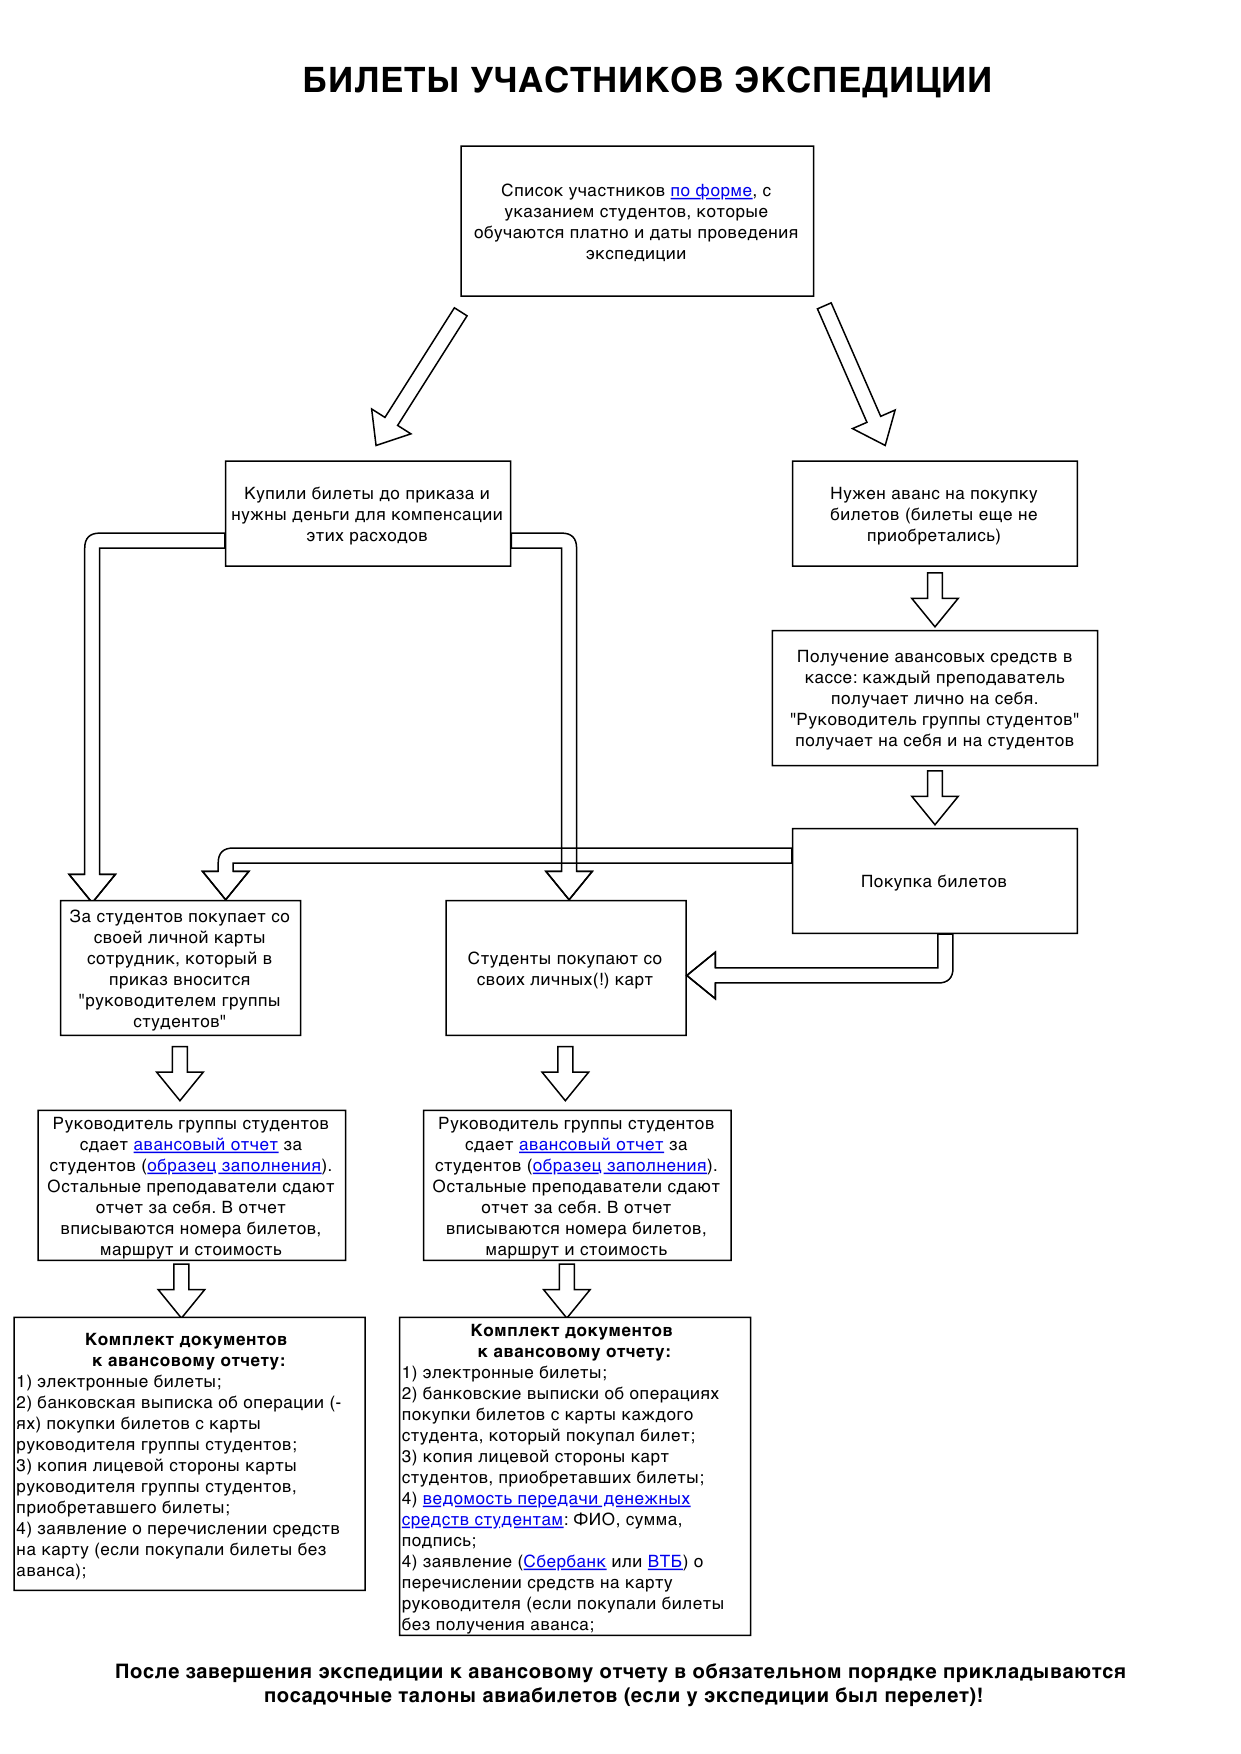 БИЛЕТЫ УЧАСТНИКОВ ЭКСПЕДИЦИИ
Список участников по форме, с
указанием студентов, которые
обучаются платно и даты проведения
экспедиции
Купили билеты до приказа и
нужны деньги для компенсации
этих расходов
Нужен аванс на покупку
билетов (билеты еще не
приобретались)
Получение авансовых средств в
кассе: каждый преподаватель
получает лично на себя.
"Руководитель группы студентов"
получает на себя и на студентов
Покупка билетов
За студентов покупает со
своей личной карты
сотрудник, который в
приказ вносится
"руководителем группы
студентов"
Студенты покупают со
своих личных(!) карт
Руководитель группы студентов
сдает авансовый отчет за
студентов (образец заполнения).
Остальные преподаватели сдают
отчет за себя. В отчет
вписываются номера билетов,
маршрут и стоимость
Руководитель группы студентов
сдает авансовый отчет за
студентов (образец заполнения).
Остальные преподаватели сдают
отчет за себя. В отчет
вписываются номера билетов,
маршрут и стоимость
Комплект документов
к авансовому отчету:
1) электронные билеты;
2) банковская выписка об операции (-
ях) покупки билетов с карты
руководителя группы студентов;
3) копия лицевой стороны карты
руководителя группы студентов,
приобретавшего билеты;
4) заявление о перечислении средств
на карту (если покупали билеты без
аванса);
Комплект документов
к авансовому отчету:
1) электронные билеты;
2) банковские выписки об операциях
покупки билетов с карты каждого
студента, который покупал билет;
3) копия лицевой стороны карт
студентов, приобретавших билеты;
4) ведомость передачи денежных
средств студентам: ФИО, сумма,
подпись;
4) заявление (Сбербанк или ВТБ) о
перечислении средств на карту
руководителя (если покупали билеты
без получения аванса;
После завершения экспедиции к авансовому отчету в обязательном порядке прикладываются
посадочные талоны авиабилетов (если у экспедиции был перелет)!